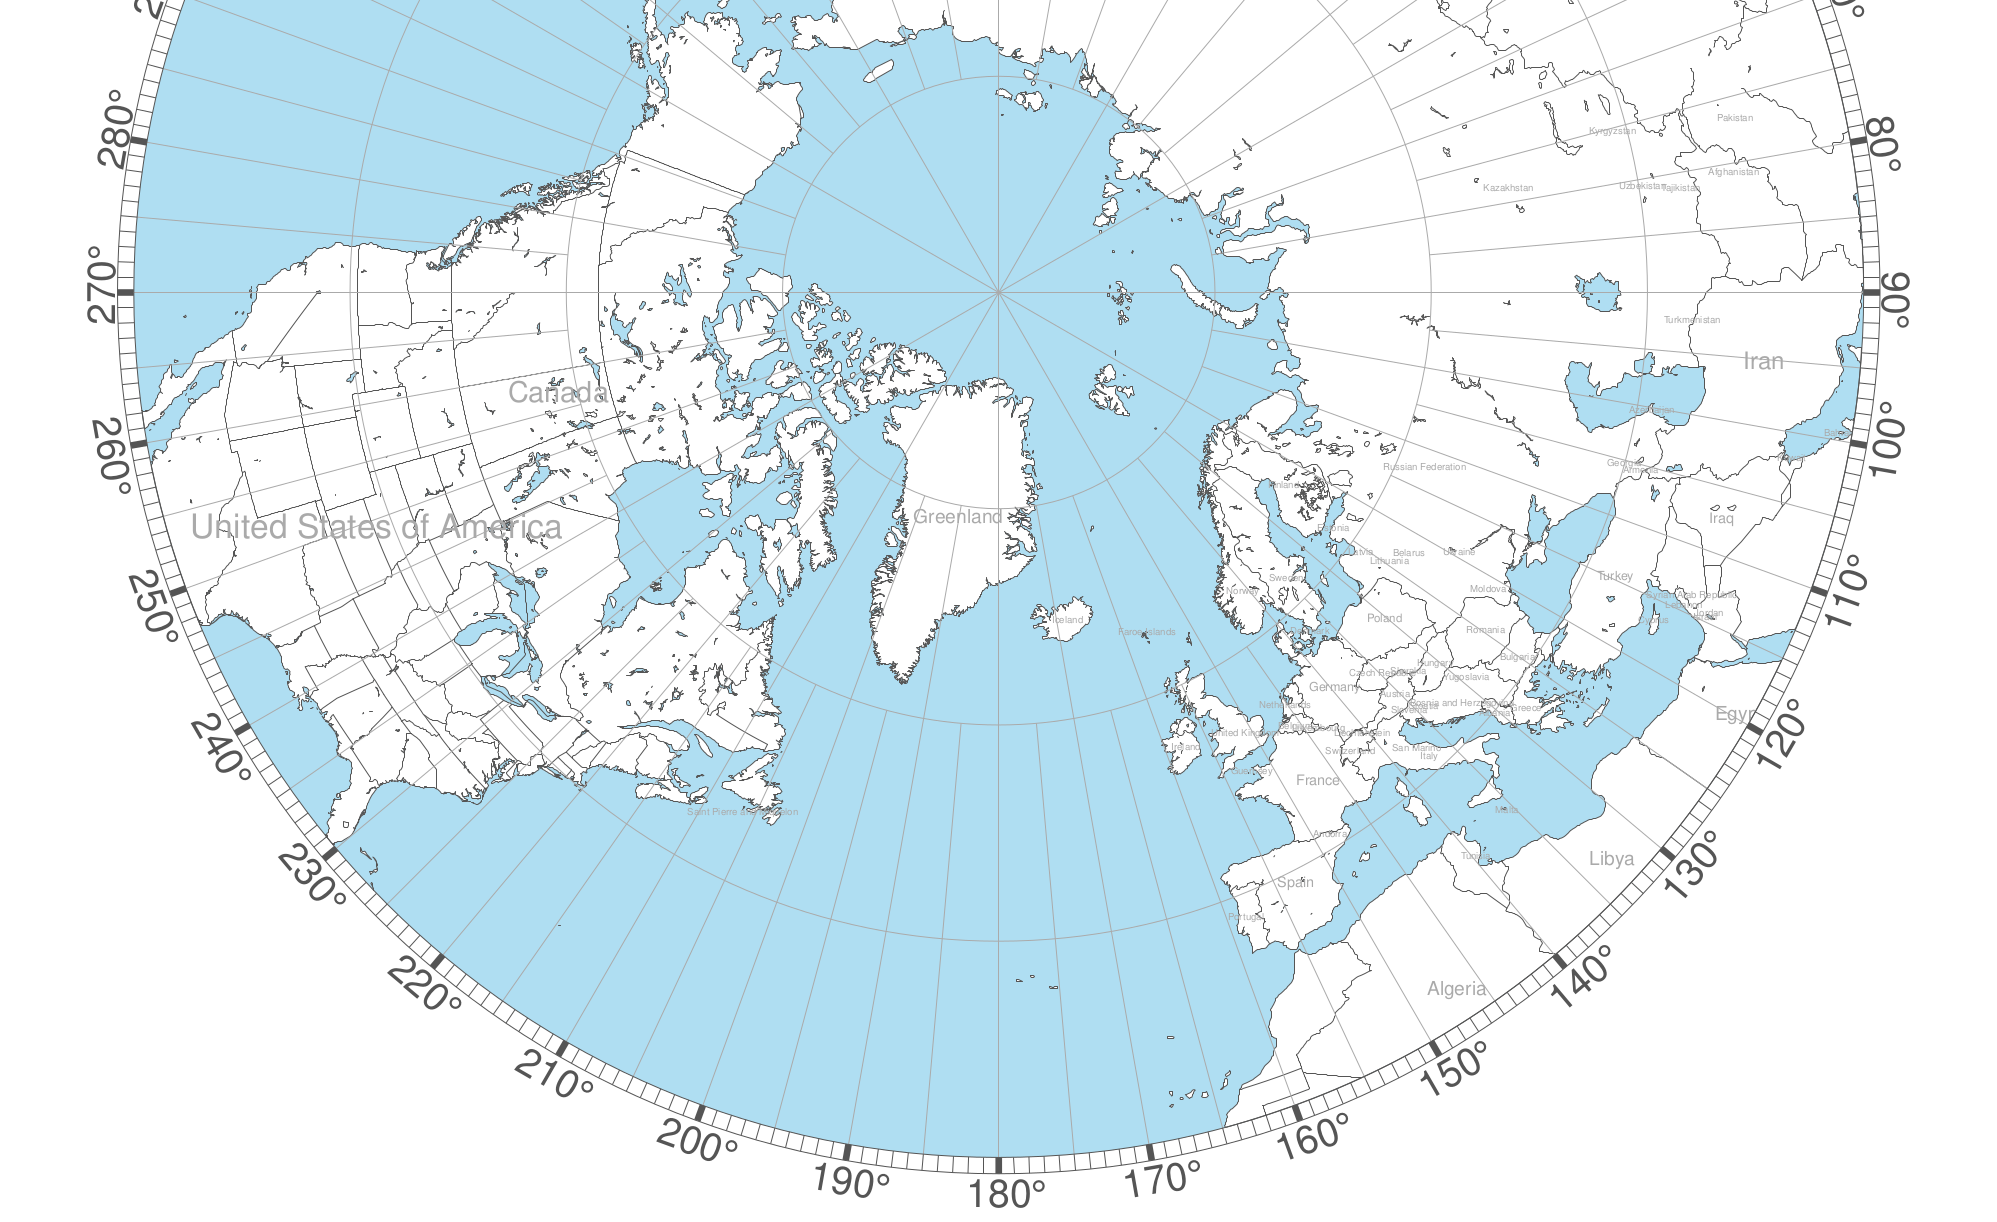 280°
80°
Pakistan
Kyrgyzstan
Afghanistan
Kazakhstan
Uzbekistan
Tajikistan
270°
90°
Turkmenistan
Iran
Canada
Azerbaijan
260°
100°
Georgia
Armenia
Russian Federation
Finland
United States of America
Greenland
Iraq
Estonia
Latvia
Belarus
Ukraine
Lithuania
250°
110°
Sweden
Norway
Turkey
Moldova
Syrian Arab Republic
Lebanon
Jordan
Cyprus
Iceland
Faroe Islands
Denmark
Poland
Romania
Hungary
Bulgaria
Czech Republic
Slovakia
Yugoslavia
Germany
Austria
240°
120°
Netherlands
Bosnia and Herzegovina
Slovenia
Albania
Greece
Egyp
Belgium
Luxembourg
United Kingdom
Liechtenstein
Ireland
Switzerland
San Marino
Italy
Guernsey
France
Saint Pierre and Miquelon
Malta
Andorra
230°
130°
Tunisia
Libya
Spain
Portugal
220°
140°
Algeria
210°
150°
200°
160°
190°
170°
180°